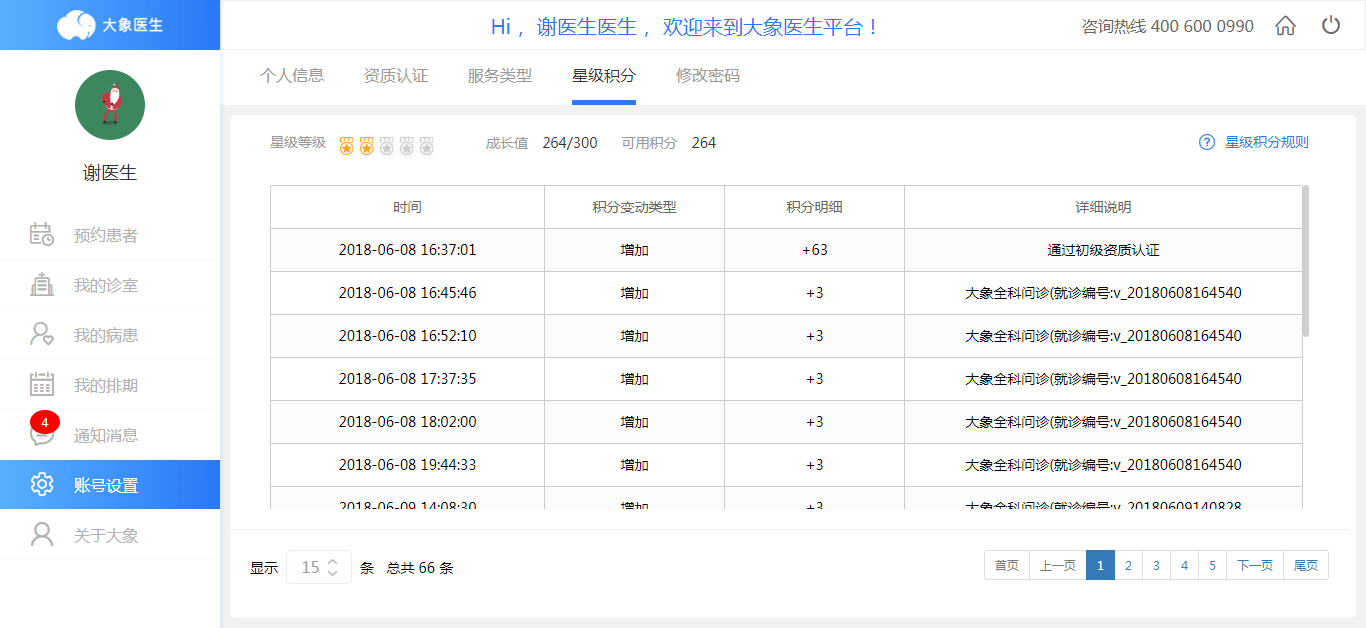 大象医生
Hi， 谢医生医生 ， 欢迎来到大象医生平台！
咨询热线 400 600 0990
谢医生
预约患者
我的诊室
我的病患
我的排期
4
通知消息
账号设置
关于大象
个人信息 资质认证 服务类型 星级积分 修改密码
星级等级 成长值 264/300 可用积分 264
? 星级积分规则
时间 积分变动类型 积分明细 详细说明
2018-06-08 16:37:01 增加 +63 通过初级资质认证
2018-06-08 16:45:46 增加 +3 大象全科问诊(就诊编号:v_20180608164540
2018-06-08 16:52:10 增加 +3 大象全科问诊(就诊编号:v_20180608164540
2018-06-08 17:37:35 增加 +3 大象全科问诊(就诊编号:v_20180608164540
2018-06-08 18:02:00 增加 +3 大象全科问诊(就诊编号:v_20180608164540
2018-06-08 19:44:33 增加 +3 大象全科问诊(就诊编号:v_20180608164540
2018-06-09 14:08:30 增加 +3 大象全科问诊(就诊编号:v_20180609140828
显示 15 条 总共 66 条
首页 上一页 1 2 3 4 5 下一页 尾页